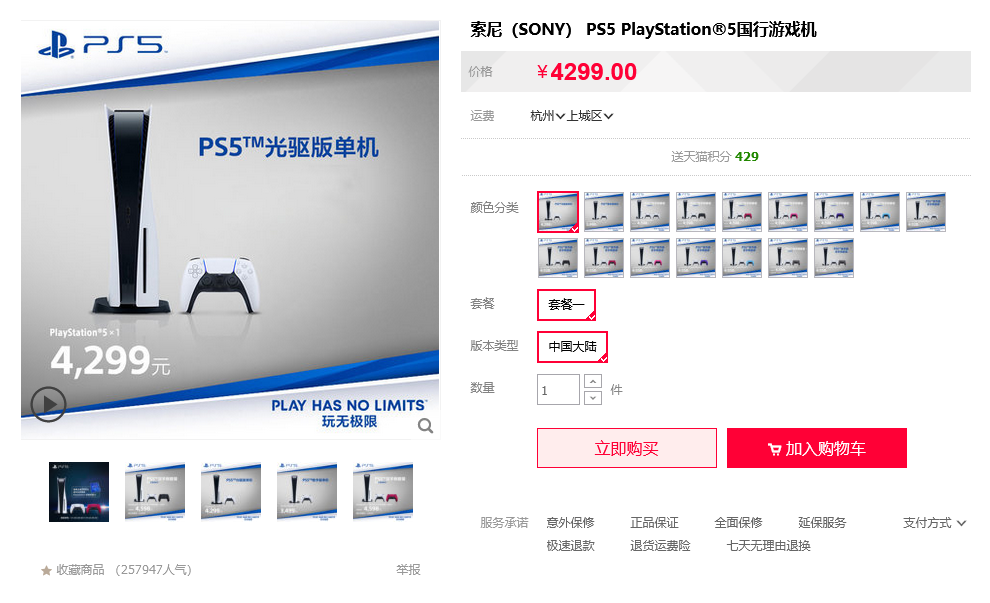 PS5
PS5™光驱版单机
PlayStation®5 × 1
4,299元
PLAY HAS NO LIMITS™
玩无极限
收藏商品 （257947人气）
举报
索尼（SONY） PS5 PlayStation®5国行游戏机
价格 ¥4299.00
运费 杭州 上城区
送天猫积分 429
颜色分类
套餐 套餐一
版本类型 中国大陆
数量 1 件
立即购买 加入购物车
服务承诺 意外保修 正品保证 全面保修 延保服务 支付方式
极速退款 退货运费险 七天无理由退换